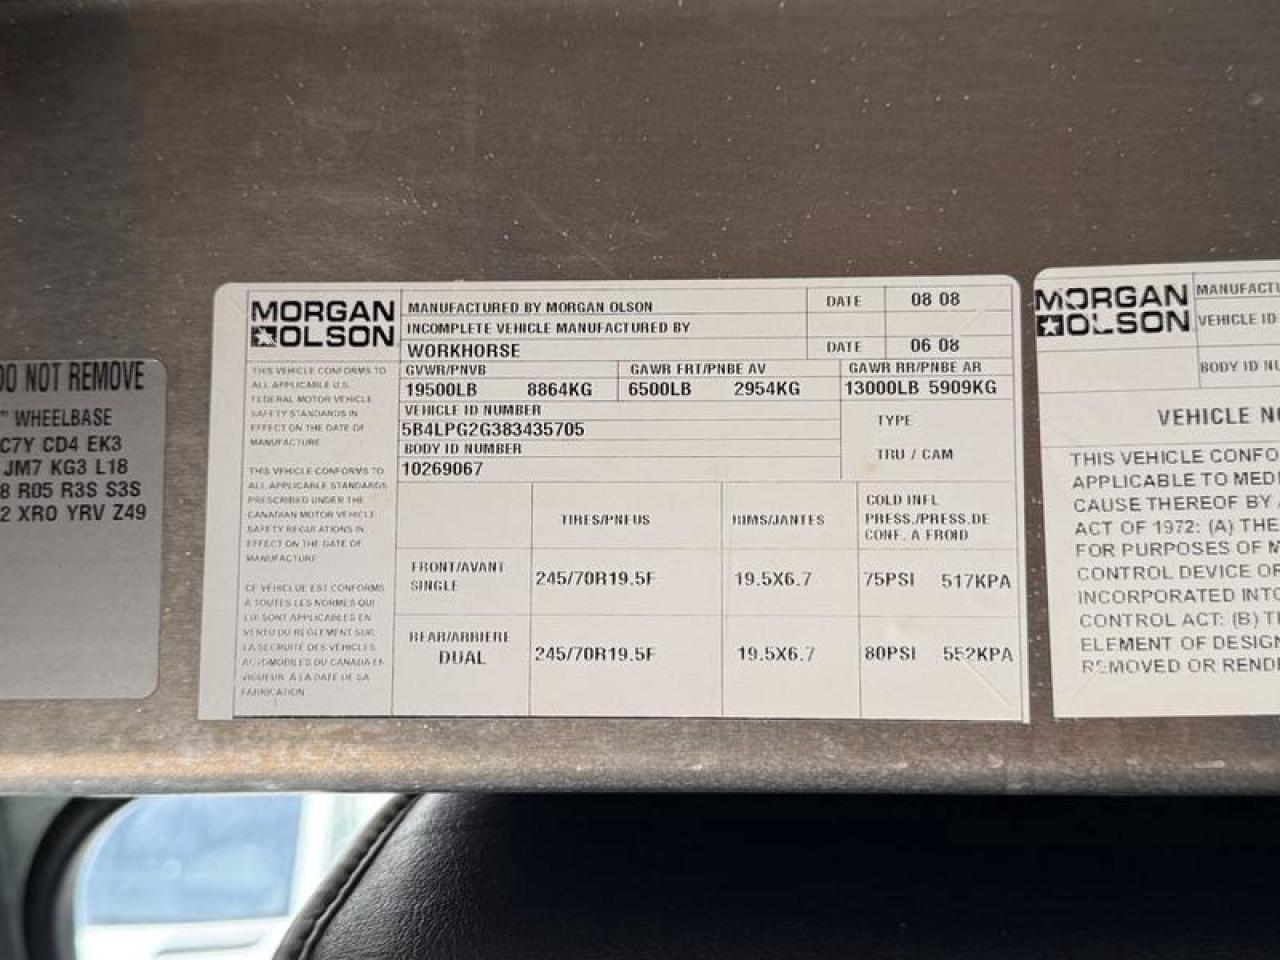 DO NOT REMOVE
" WHEELBASE
C7Y CD4 EK3
JM7 KG3 L18
8 R05 R3S S3S
2 XRO YRV Z49
MORGAN
OLSON
MANUFACTURED BY MORGAN OLSON
DATE
08 08
INCOMPLETE VEHICLE MANUFACTURED BY
WORKHORSE
DATE
06 08
GVWR/PNVB
GAWR FRT/PNBE AV
GAWR RR/PNBE AR
19500LB 8864KG
6500LB 2954KG
13000LB 5909KG
VEHICLE ID NUMBER
5B4LPG2G383435705
TYPE
BODY ID NUMBER
10269067
TRU / CAM
THIS VEHICLE CONFORMS TO
ALL APPLICABLE U.S.
FEDERAL MOTOR VEHICLE
SAFETY STANDARDS IN
EFFECT ON THE DATE OF
MANUFACTURE
THIS VEHICLE CONFORMS TO
ALL APPLICABLE STANDARDS
PRESCRIBED UNDER THE
CANADIAN MOTOR VEHICLE
SAFETY REGULATIONS IN
EFFECT ON THE DATE OF
MANUFACTURE
CE VÉHICLUE EST CONFORMS
A TOUTES LES NORMES QUI
LUI SONT APPLICABLES EN
VERTU DU RÈGLEMENT SUR
LA SECRUITE DES VÉHICLES
AUTOMOBILES DU CANADA EN
VIGUEUR À LA DATE DE SA
FABRICATION
TIRES/PNEUS
RIMS/JANTES
COLD INFL
PRESS./PRESS.DE
CONF. A FROID
FRONT/AVANT
SINGLE
245/70R19.5F
19.5X6.7
75PSI 517KPA
REAR/ARRIERE
DUAL
245/70R19.5F
19.5X6.7
80PSI 552KPA
MORGAN
OLSON
MANUFACTU
VEHICLE ID
BODY ID NU
VEHICLE NO
THIS VEHICLE CONFO
APPLICABLE TO MEDI
CAUSE THEREOF BY
ACT OF 1972: (A) THE
FOR PURPOSES OF M
CONTROL DEVICE OR
INCORPORATED INTO
CONTROL ACT: (B) T
ELEMENT OF DESIGN
REMOVED OR REND